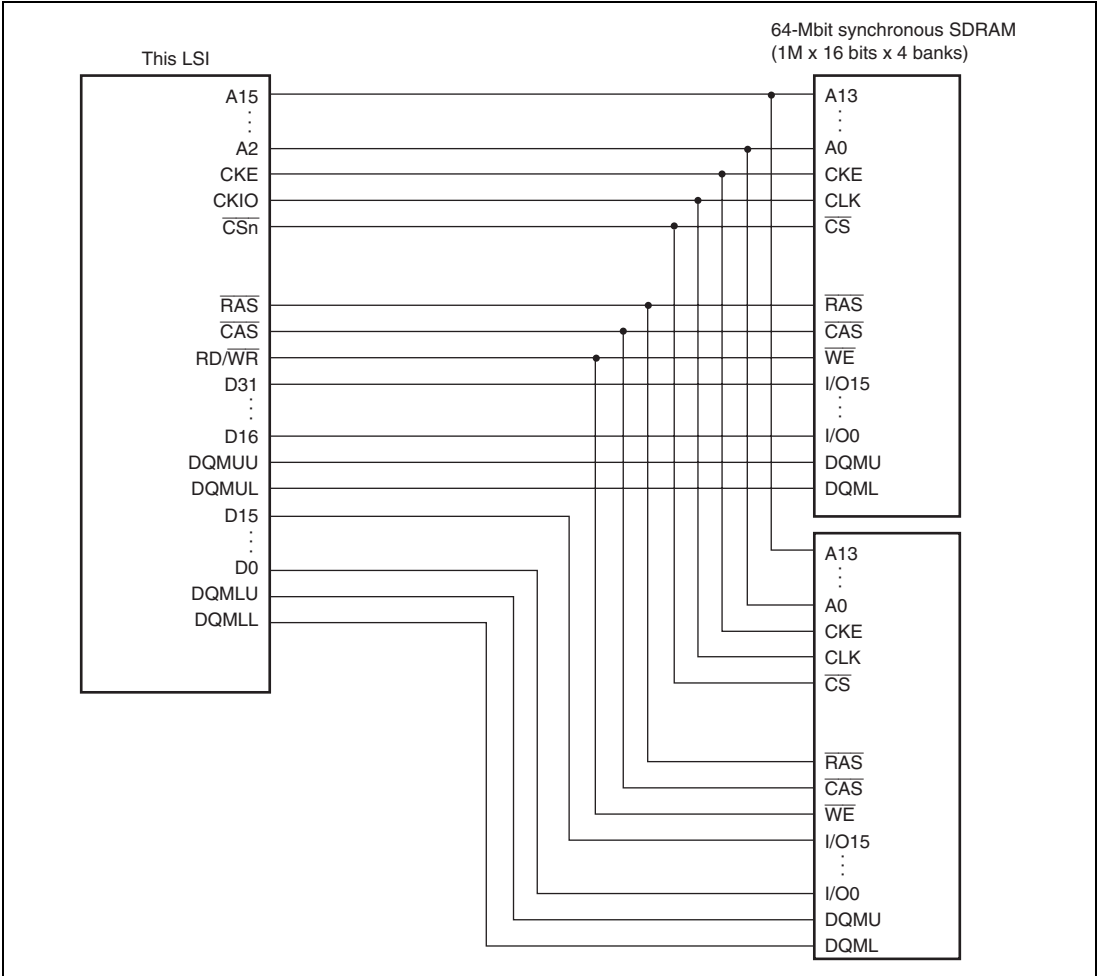 64-Mbit synchronous SDRAM
(1M x 16 bits x 4 banks)
This LSI
A15
A2
CKE
CKIO
CSn
RAS
CAS
RD/WR
D31
D16
DQMUU
DQMUL
D15
D0
DQMLU
DQMLL
A13
A0
CKE
CLK
CS
RAS
CAS
WE
I/O15
I/O0
DQMU
DQML
A13
A0
CKE
CLK
CS
RAS
CAS
WE
I/O15
I/O0
DQMU
DQML